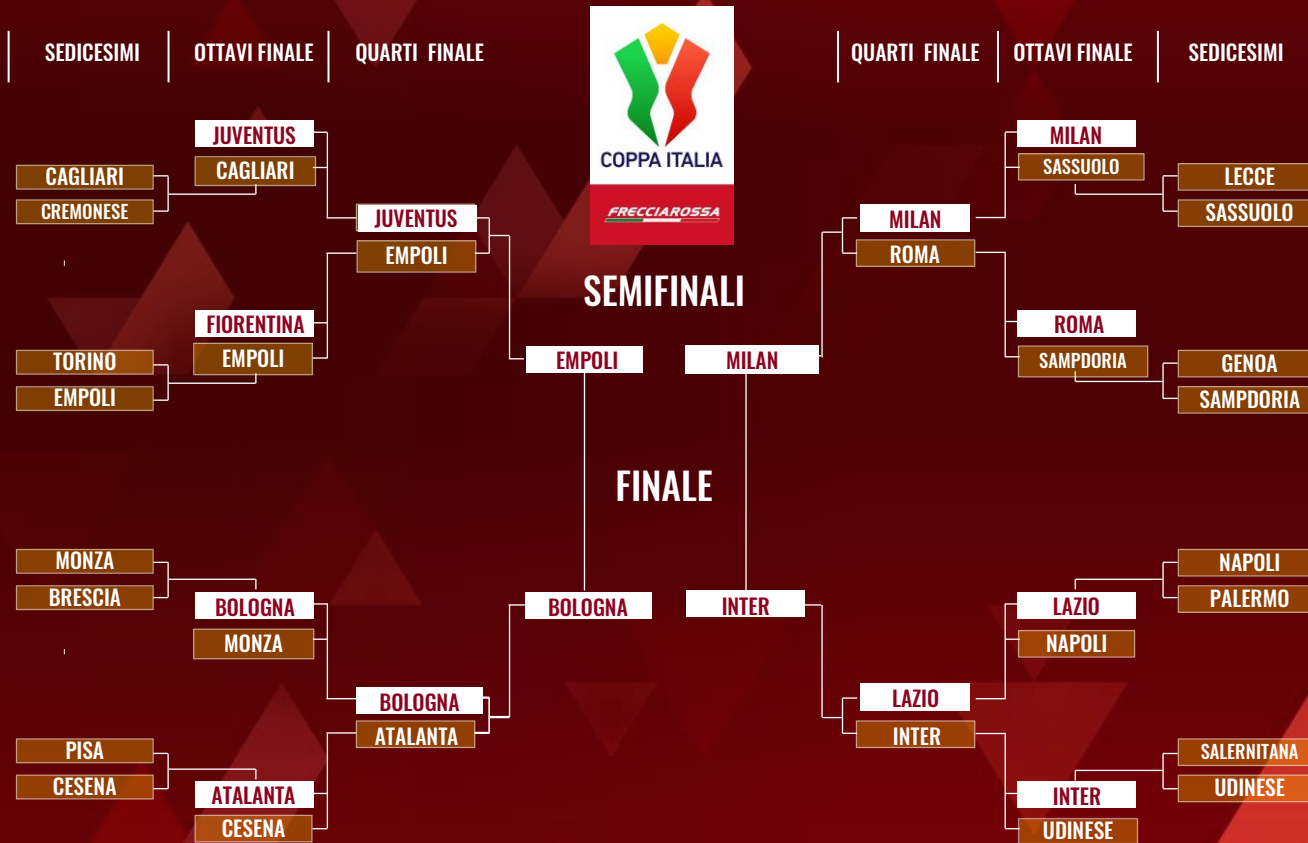 SEDICESIMI
OTTAVI FINALE
QUARTI FINALE
COPPA ITALIA
FRECCIAROSSA
QUARTI FINALE
OTTAVI FINALE
SEDICESIMI
JUVENTUS
CAGLIARI
CAGLIARI
CREMONESE
JUVENTUS
EMPOLI
FIORENTINA
EMPOLI
TORINO
EMPOLI
SEMIFINALI
EMPOLI
MILAN
MILAN
SASSUOLO
LECCE
SASSUOLO
MILAN
ROMA
ROMA
SAMPDORIA
GENOA
SAMPDORIA
FINALE
MONZA
BRESCIA
BOLOGNA
MONZA
BOLOGNA
ATALANTA
PISA
CESENA
ATALANTA
CESENA
BOLOGNA
INTER
NAPOLI
PALERMO
LAZIO
NAPOLI
LAZIO
INTER
SALERNITANA
UDINESE
INTER
UDINESE